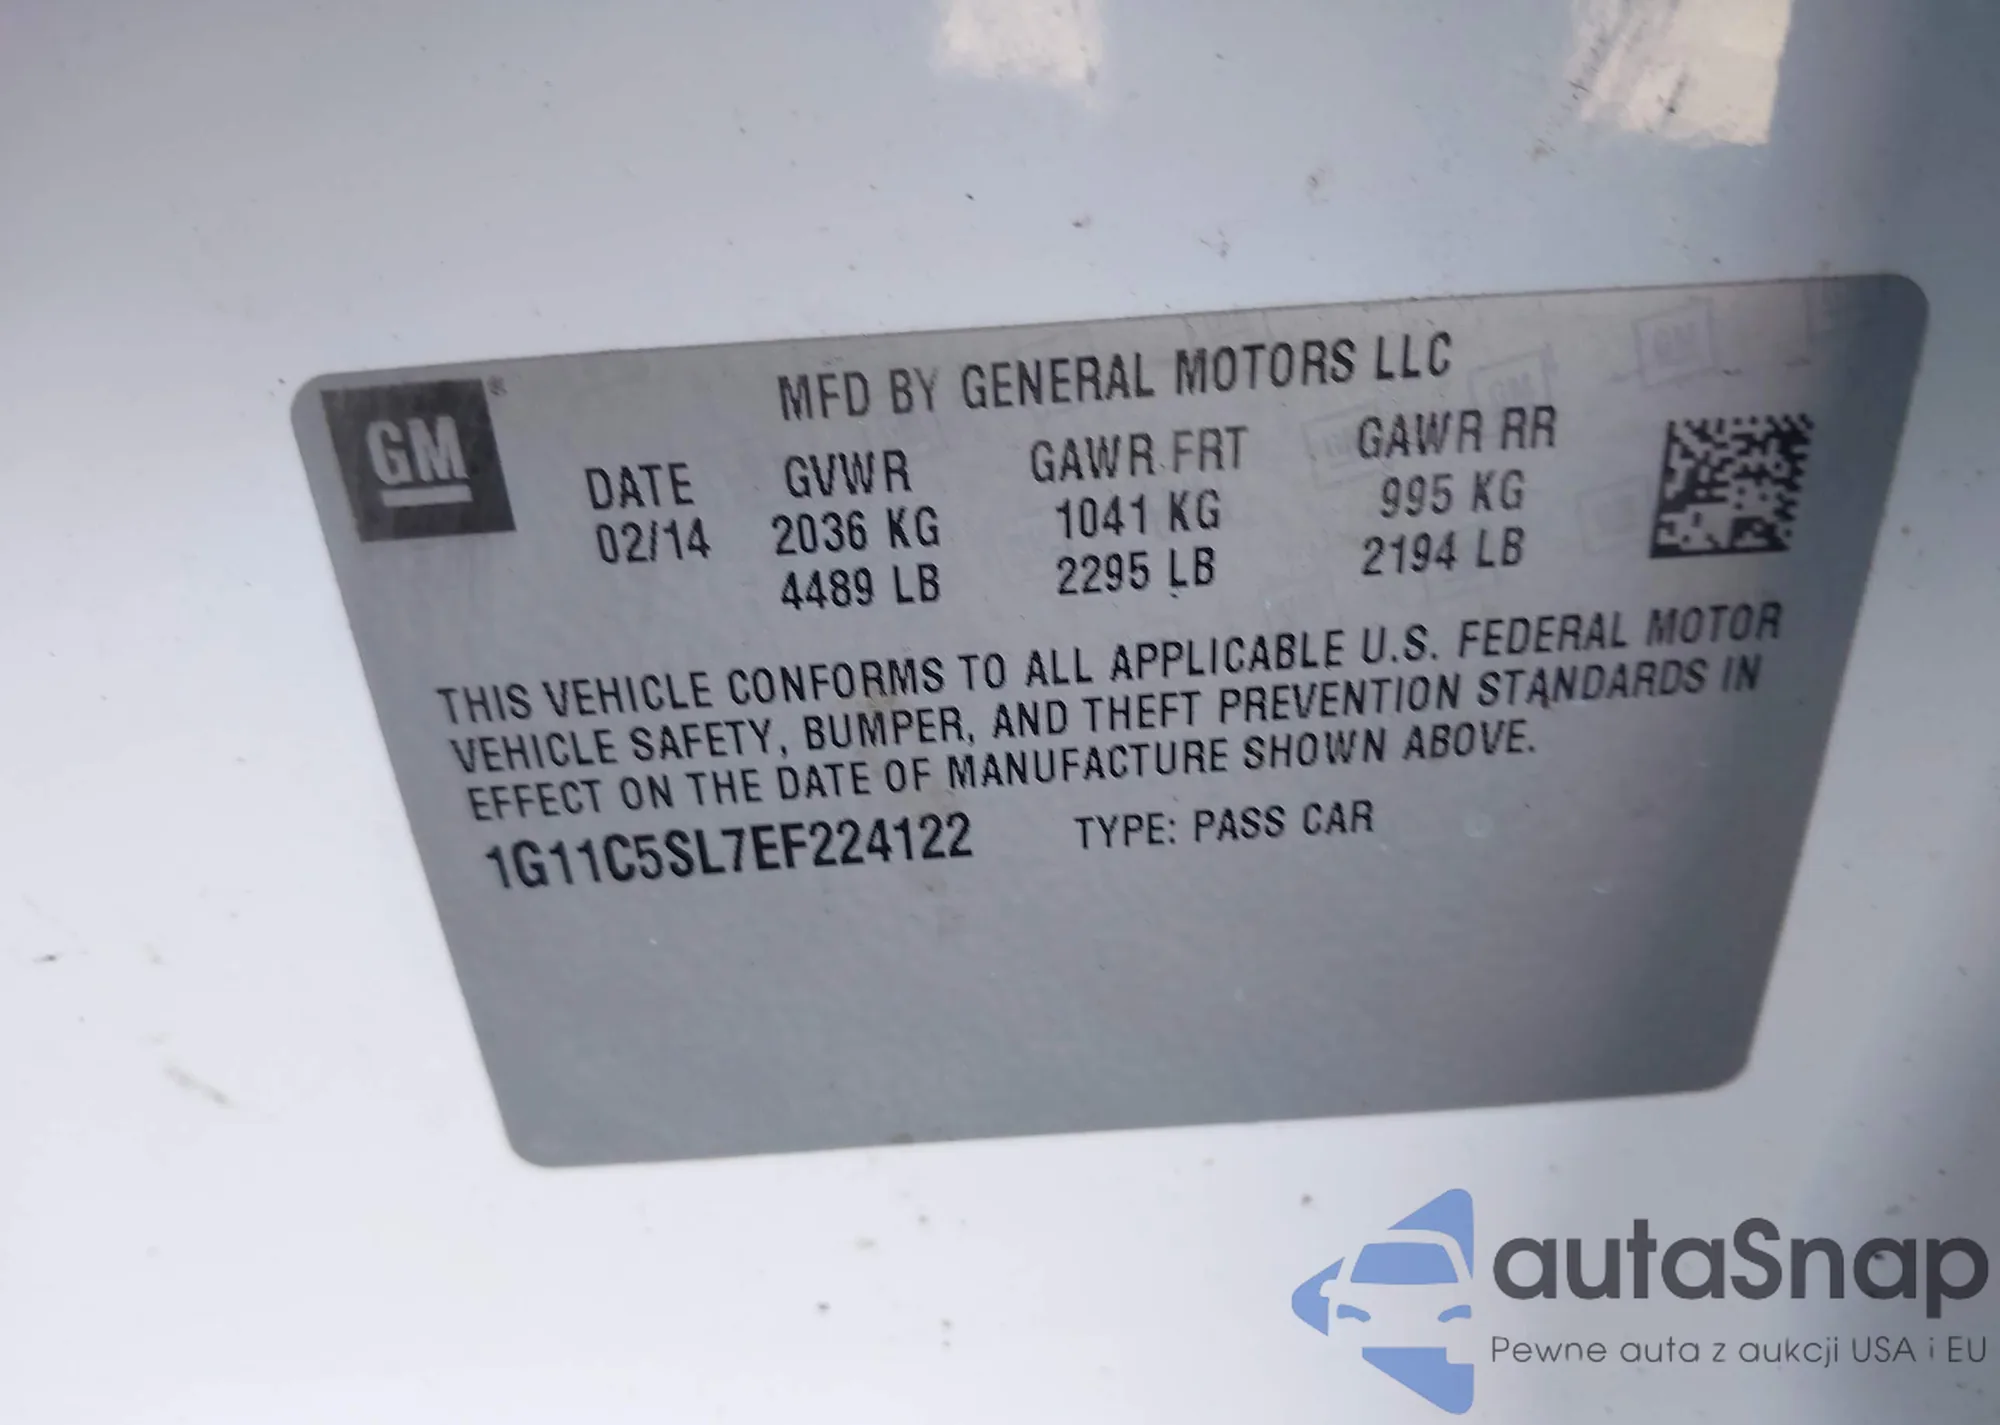 GM®
MFD BY GENERAL MOTORS LLC
DATE GVWR GAWR FRT GAWR RR
02/14 2036 KG 1041 KG 995 KG
4489 LB 2295 LB 2194 LB
THIS VEHICLE CONFORMS TO ALL APPLICABLE U.S. FEDERAL MOTOR
VEHICLE SAFETY, BUMPER, AND THEFT PREVENTION STANDARDS IN
EFFECT ON THE DATE OF MANUFACTURE SHOWN ABOVE.
1G11C5SL7EF224122 TYPE: PASS CAR
autaSnap
Pewne auta z aukcji USA i EU